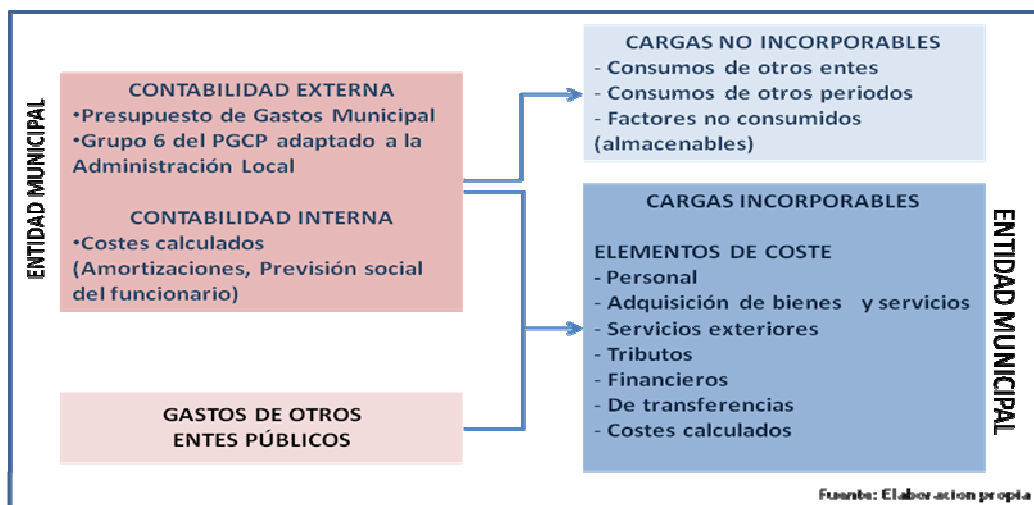 ENTIDAD MUNICIPAL
CONTABILIDAD EXTERNA
•Presupuesto de Gastos Municipal
•Grupo 6 del PGCP adaptado a la
Administración Local
CONTABILIDAD INTERNA
•Costes calculados
(Amortizaciones, Previsión social
del funcionario)
GASTOS DE OTROS
ENTES PÚBLICOS
CARGAS NO INCORPORABLES
- Consumos de otros entes
- Consumos de otros periodos
- Factores no consumidos
(almacenables)
CARGAS INCORPORABLES
ELEMENTOS DE COSTE
- Personal
- Adquisición de bienes y servicios
- Servicios exteriores
- Tributos
- Financieros
- De transferencias
- Costes calculados
ENTIDAD MUNICIPAL
Fuente: Elaboracion propia